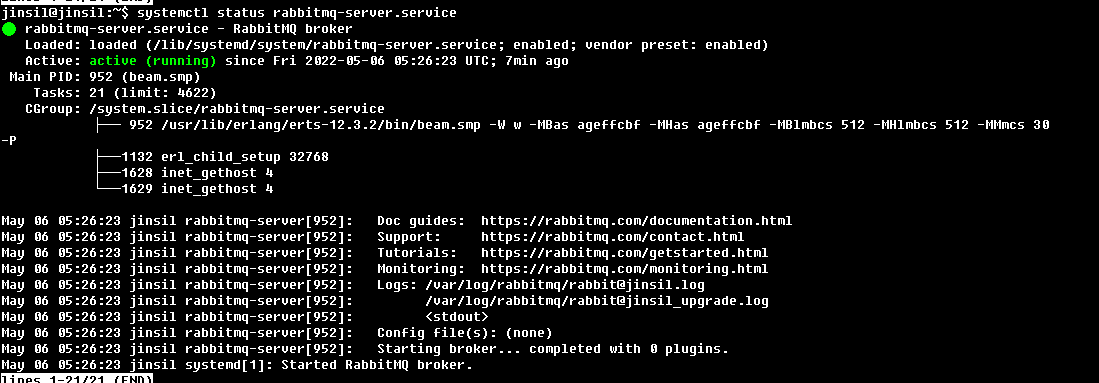 jinsil@jinsil:~$ systemctl status rabbitmq-server.service
● rabbitmq-server.service - RabbitMQ broker
   Loaded: loaded (/lib/systemd/system/rabbitmq-server.service; enabled; vendor preset: enabled)
   Active: active (running) since Fri 2022-05-06 05:26:23 UTC; 7min ago
 Main PID: 952 (beam.smp)
    Tasks: 21 (limit: 4622)
   CGroup: /system.slice/rabbitmq-server.service
           ├── 952 /usr/lib/erlang/erts-12.3.2/bin/beam.smp -W w -MBas ageffcbf -MHas ageffcbf -MBlmbcs 512 -MHlmbcs 512 -MMmcs 30
-P
           ├──1132 erl_child_setup 32768
           ├──1628 inet_gethost 4
           └──1629 inet_gethost 4

May 06 05:26:23 jinsil rabbitmq-server[952]:   Doc guides:  https://rabbitmq.com/documentation.html
May 06 05:26:23 jinsil rabbitmq-server[952]:   Support:     https://rabbitmq.com/contact.html
May 06 05:26:23 jinsil rabbitmq-server[952]:   Tutorials:   https://rabbitmq.com/getstarted.html
May 06 05:26:23 jinsil rabbitmq-server[952]:   Monitoring:  https://rabbitmq.com/monitoring.html
May 06 05:26:23 jinsil rabbitmq-server[952]:   Logs: /var/log/rabbitmq/rabbit@jinsil.log
May 06 05:26:23 jinsil rabbitmq-server[952]:         /var/log/rabbitmq/rabbit@jinsil_upgrade.log
May 06 05:26:23 jinsil rabbitmq-server[952]:         <stdout>
May 06 05:26:23 jinsil rabbitmq-server[952]:   Config file(s): (none)
May 06 05:26:23 jinsil rabbitmq-server[952]:   Starting broker... completed with 0 plugins.
May 06 05:26:23 jinsil systemd[1]: Started RabbitMQ broker.
lines 1-21/21 (END)